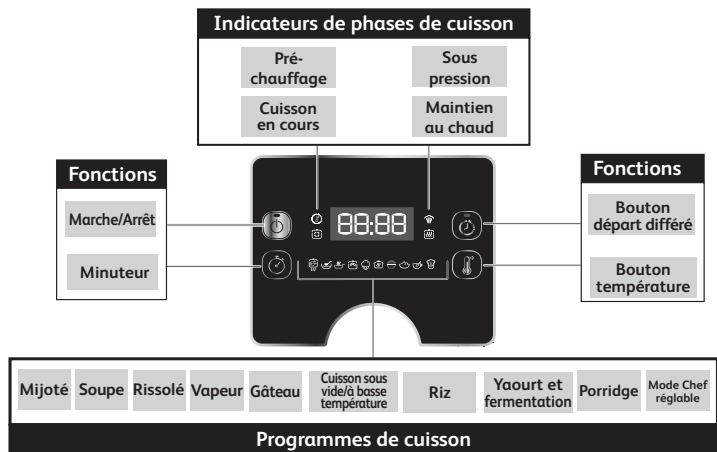 Indicateurs de phases de cuisson
Pré-
chauffage
Sous
pression
Cuisson
en cours
Maintien
au chaud
Fonctions
Marche/Arrêt
Minuteur
88:88
Fonctions
Bouton
départ différé
Bouton
température
Mijoté
Soupe
Rissolé
Vapeur
Gâteau
Cuisson sous
vide/à basse
température
Riz
Yaourt et
fermentation
Porridge
Mode Chef
réglable
Programmes de cuisson